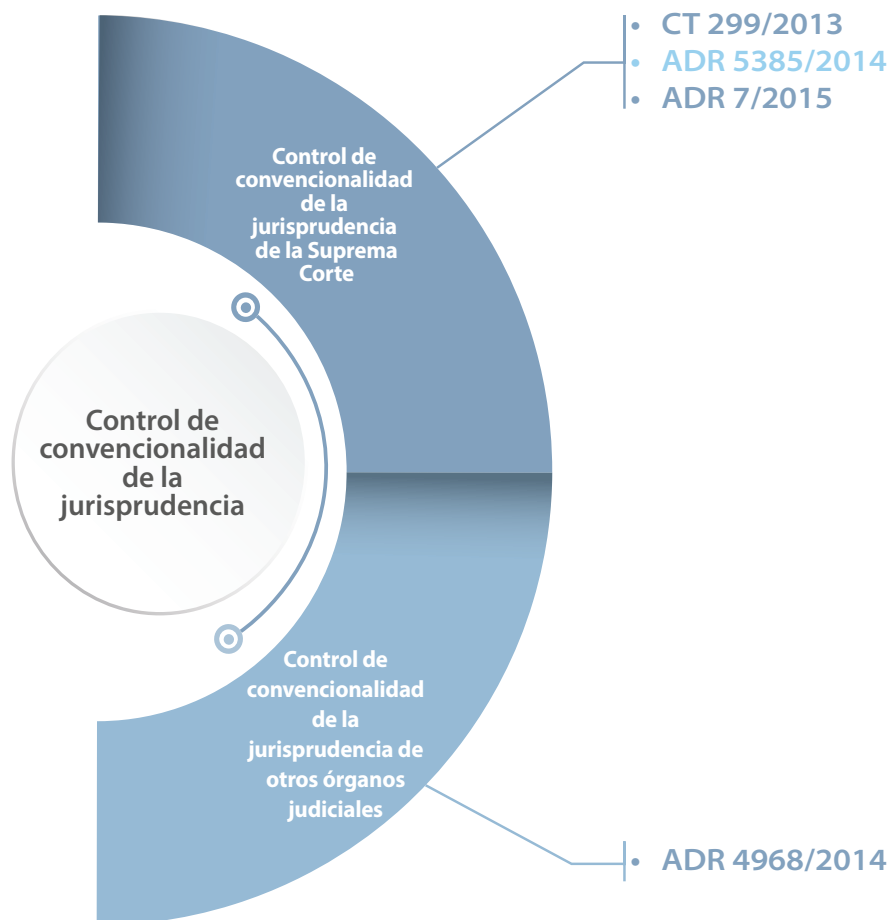 Control de
convencionalidad
de la
jurisprudencia
Control de
convencionalidad
de la
jurisprudencia
de la Suprema
Corte
• CT 299/2013
• ADR 5385/2014
• ADR 7/2015
Control de
convencionalidad
de la
jurisprudencia de
otros órganos
judiciales
• ADR 4968/2014